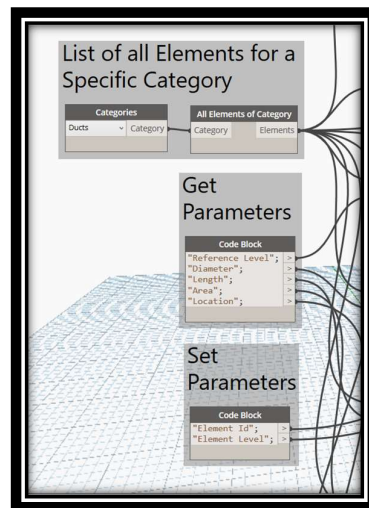 List of all Elements for a
Specific Category
Categories
Ducts Category
All Elements of Category
Category Elements
Get
Parameters
Code Block
"Reference Level"; >
"Diameter"; >
"Length"; >
"Area"; >
"Location"; >
Set
Parameters
Code Block
"Element Id"; >
"Element Level"; >